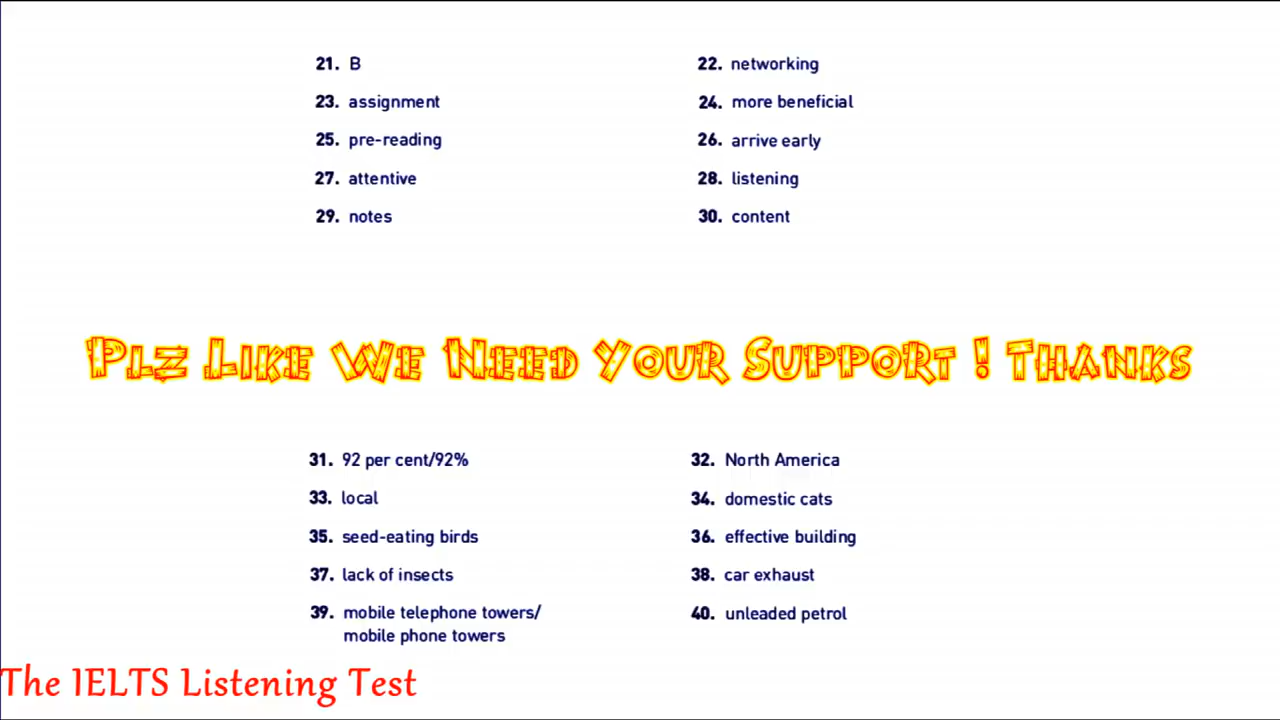 21. B 22. networking
23. assignment 24. more beneficial
25. pre-reading 26. arrive early
27. attentive 28. listening
29. notes 30. content
Plz Like We Need Your Support ! Thanks
31. 92 per cent/92% 32. North America
33. local 34. domestic cats
35. seed-eating birds 36. effective building
37. lack of insects 38. car exhaust
39. mobile telephone towers/ 40. unleaded petrol
mobile phone towers
The IELTS Listening Test